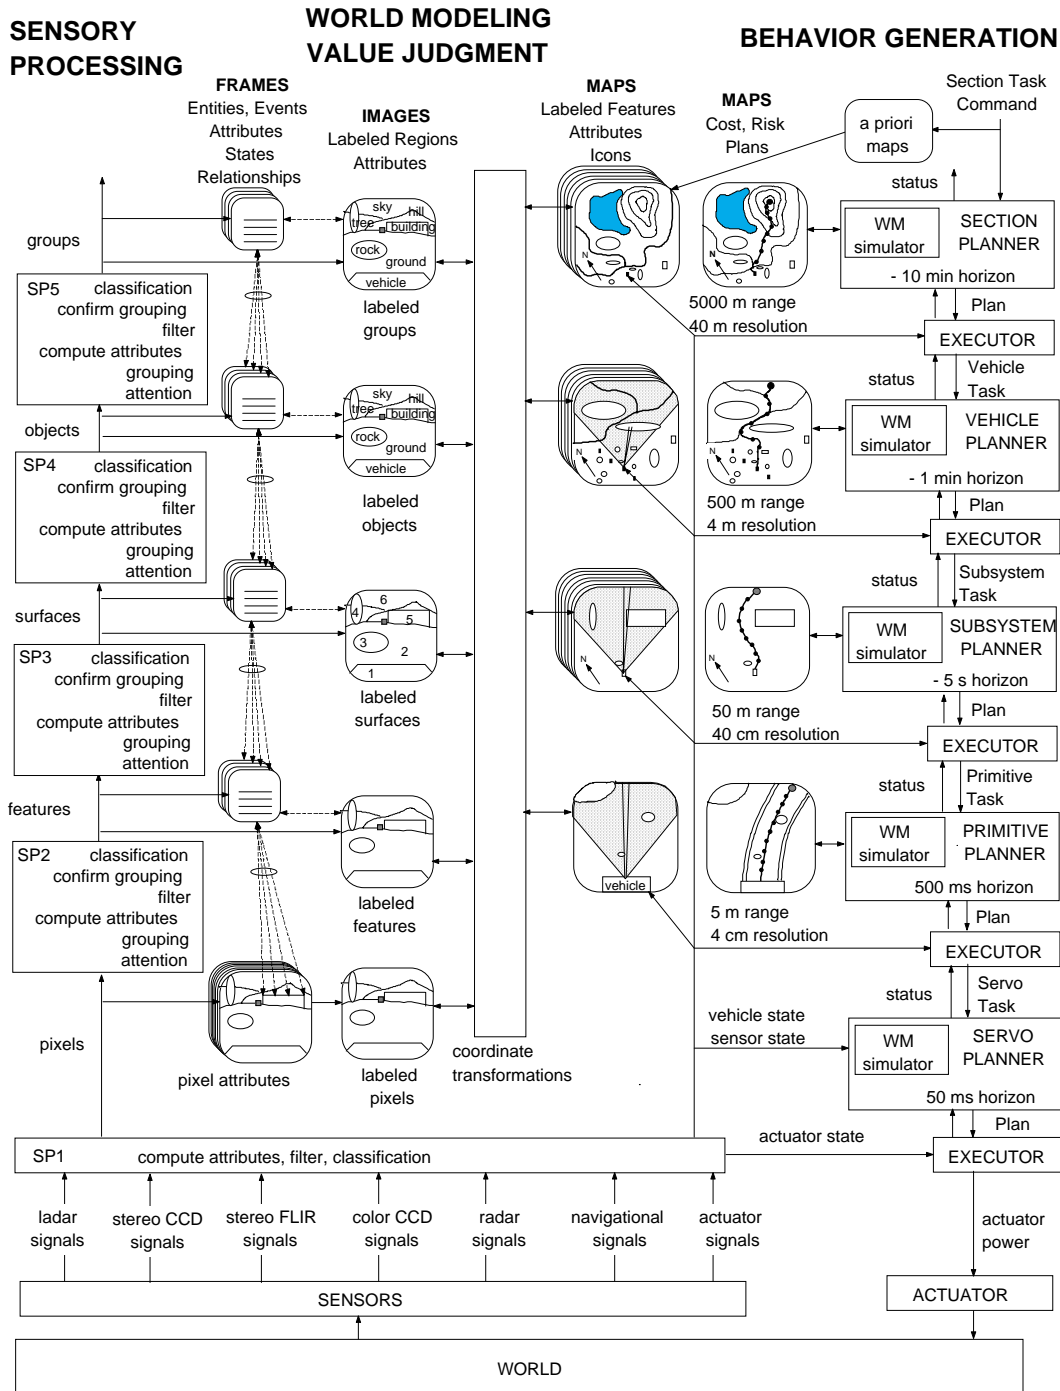 SENSORY
PROCESSING
WORLD MODELING
VALUE JUDGMENT
BEHAVIOR GENERATION
FRAMES
Entities, Events
Attributes
States
Relationships
IMAGES
Labeled Regions
Attributes
MAPS
Labeled Features
Attributes
Icons
MAPS
Cost, Risk
Plans
a priori
maps
Section Task
Command
status
groups
sky
hill
tree
building
rock
ground
vehicle
labeled
groups
N
N
5000 m range
40 m resolution
WM
simulator
SECTION
PLANNER
- 10 min horizon
Plan
EXECUTOR
SP5
classification
confirm grouping
filter
compute attributes
grouping
attention
status
Vehicle
Task
objects
sky
hill
tree
building
rock
ground
vehicle
labeled
objects
N
N
500 m range
4 m resolution
WM
simulator
VEHICLE
PLANNER
- 1 min horizon
Plan
EXECUTOR
SP4
classification
confirm grouping
filter
compute attributes
grouping
attention
status
Subsystem
Task
surfaces
6
4
5
3
2
1
labeled
surfaces
N
N
50 m range
40 cm resolution
WM
simulator
SUBSYSTEM
PLANNER
- 5 s horizon
Plan
EXECUTOR
SP3
classification
confirm grouping
filter
compute attributes
grouping
attention
status
Primitive
Task
features
labeled
features
vehicle
5 m range
4 cm resolution
WM
simulator
PRIMITIVE
PLANNER
500 ms horizon
Plan
EXECUTOR
SP2
classification
confirm grouping
filter
compute attributes
grouping
attention
status
Servo
Task
pixels
pixel attributes
labeled
pixels
coordinate
transformations
vehicle state
sensor state
WM
simulator
SERVO
PLANNER
50 ms horizon
Plan
actuator state
EXECUTOR
SP1
compute attributes, filter, classification
ladar
signals
stereo CCD
signals
stereo FLIR
signals
color CCD
signals
radar
signals
navigational
signals
actuator
signals
actuator
power
SENSORS
ACTUATOR
WORLD